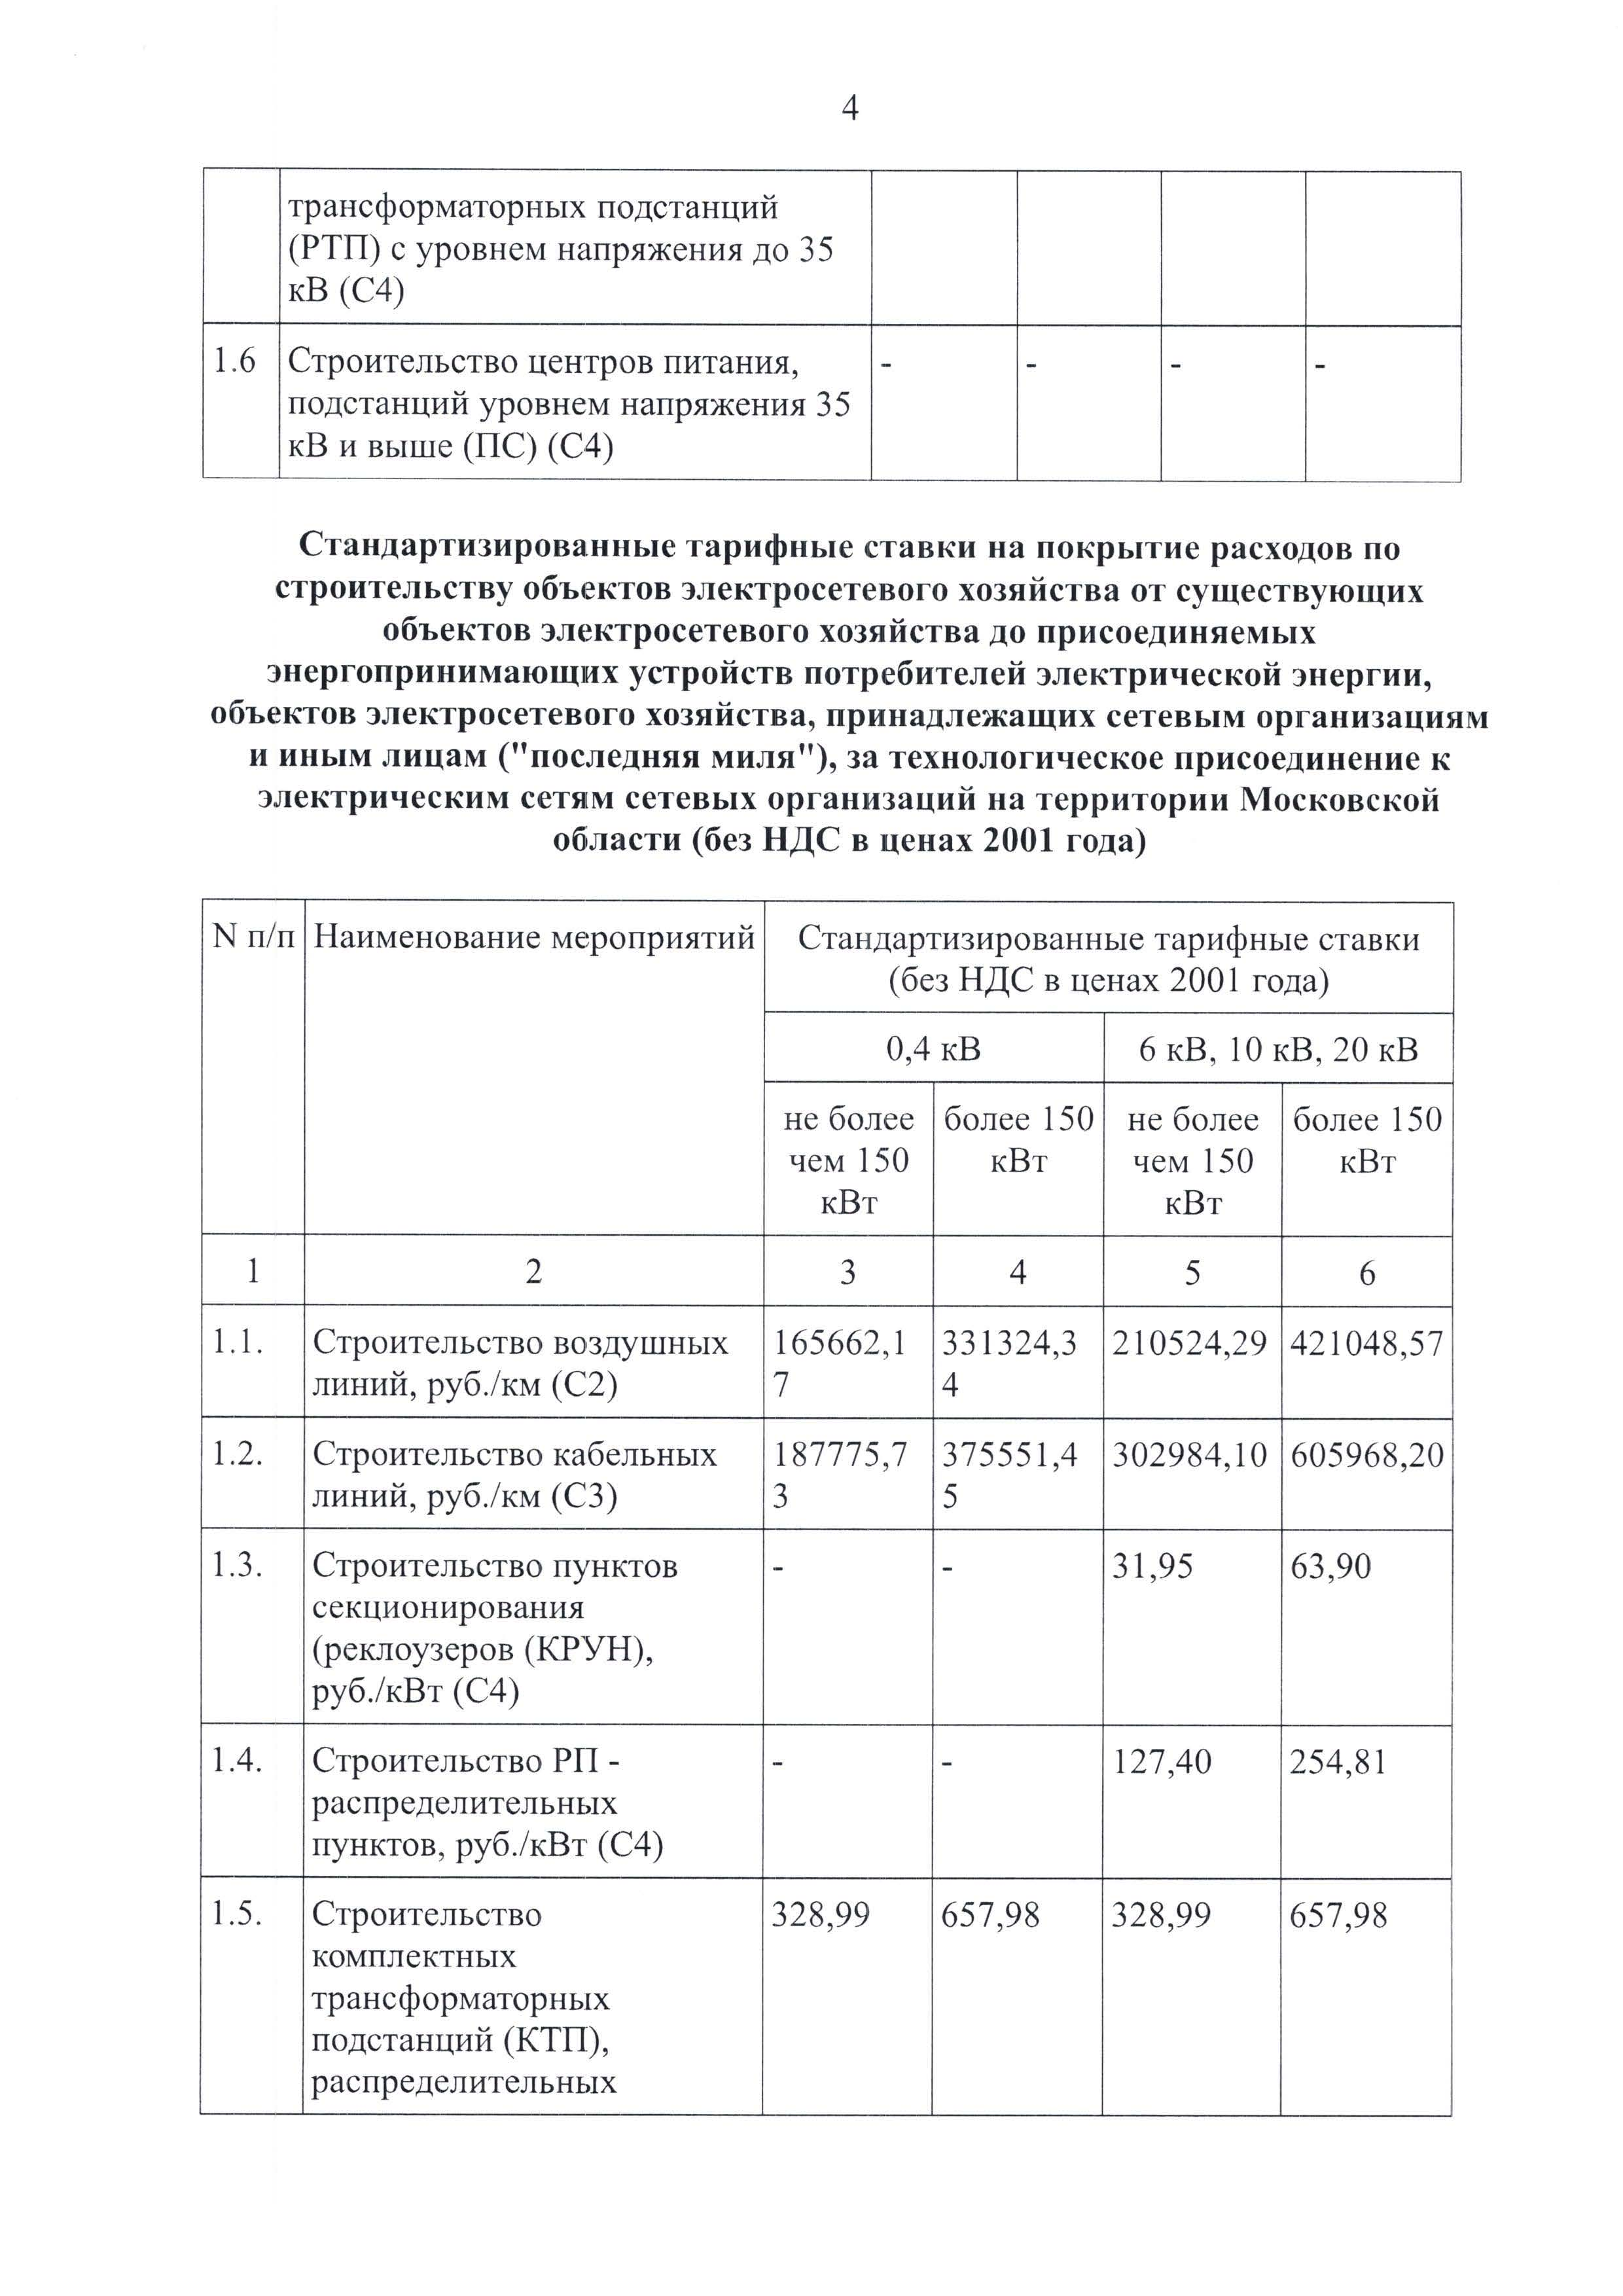 4
трансформаторных подстанций
(РТП) с уровнем напряжения до 35
кВ (С4)
1.6 Строительство центров питания, - - - -
подстанций уровнем напряжения 35
кВ и выше (ПС) (С4)
Стандартизированные тарифные ставки на покрытие расходов по
строительству объектов электросетевого хозяйства от существующих
объектов электросетевого хозяйства до присоединяемых
энергопринимающих устройств потребителей электрической энергии,
объектов электросетевого хозяйства, принадлежащих сетевым организациям
и иным лицам ("последняя миля"), за технологическое присоединение к
электрическим сетям сетевых организаций на территории Московской
области (без НДС в ценах 2001 года)
N п/п Наименование мероприятий Стандартизированные тарифные ставки
(без НДС в ценах 2001 года)
0,4 кВ 6 кВ, 10 кВ, 20 кВ
не более более 150 не более более 150
чем 150 кВт чем 150 кВт
кВт кВт
1 2 3 4 5 6
1.1. Строительство воздушных 165662,1 331324,3 210524,29 421048,57
линий, руб./км (С2) 7 4
1.2. Строительство кабельных 187775,7 375551,4 302984,10 605968,20
линий, руб./км (С3) 3 5
1.3. Строительство пунктов - - 31,95 63,90
секционирования
(реклоузеров (КРУН),
руб./кВт (С4)
1.4. Строительство РП - - - 127,40 254,81
распределительных
пунктов, руб./кВт (С4)
1.5. Строительство 328,99 657,98 328,99 657,98
комплектных
трансформаторных
подстанций (КТП),
распределительных